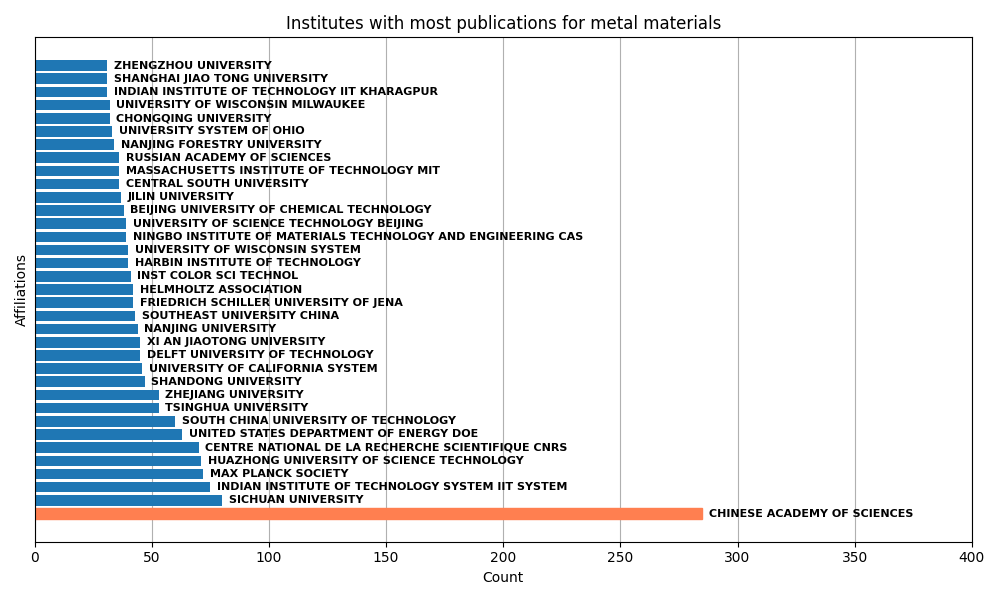 Institutes with most publications for metal materials
ZHENGZHOU UNIVERSITY
SHANGHAI JIAO TONG UNIVERSITY
INDIAN INSTITUTE OF TECHNOLOGY IIT KHARAGPUR
UNIVERSITY OF WISCONSIN MILWAUKEE
CHONGQING UNIVERSITY
UNIVERSITY SYSTEM OF OHIO
NANJING FORESTRY UNIVERSITY
RUSSIAN ACADEMY OF SCIENCES
MASSACHUSETTS INSTITUTE OF TECHNOLOGY MIT
CENTRAL SOUTH UNIVERSITY
JILIN UNIVERSITY
BEIJING UNIVERSITY OF CHEMICAL TECHNOLOGY
UNIVERSITY OF SCIENCE TECHNOLOGY BEIJING
NINGBO INSTITUTE OF MATERIALS TECHNOLOGY AND ENGINEERING CAS
UNIVERSITY OF WISCONSIN SYSTEM
HARBIN INSTITUTE OF TECHNOLOGY
INST COLOR SCI TECHNOL
HELMHOLTZ ASSOCIATION
FRIEDRICH SCHILLER UNIVERSITY OF JENA
SOUTHEAST UNIVERSITY CHINA
NANJING UNIVERSITY
XI AN JIAOTONG UNIVERSITY
DELFT UNIVERSITY OF TECHNOLOGY
UNIVERSITY OF CALIFORNIA SYSTEM
SHANDONG UNIVERSITY
ZHEJIANG UNIVERSITY
TSINGHUA UNIVERSITY
SOUTH CHINA UNIVERSITY OF TECHNOLOGY
UNITED STATES DEPARTMENT OF ENERGY DOE
CENTRE NATIONAL DE LA RECHERCHE SCIENTIFIQUE CNRS
HUAZHONG UNIVERSITY OF SCIENCE TECHNOLOGY
MAX PLANCK SOCIETY
INDIAN INSTITUTE OF TECHNOLOGY SYSTEM IIT SYSTEM
SICHUAN UNIVERSITY
CHINESE ACADEMY OF SCIENCES
Affiliations
0 50 100 150 200 250 300 350 400
Count